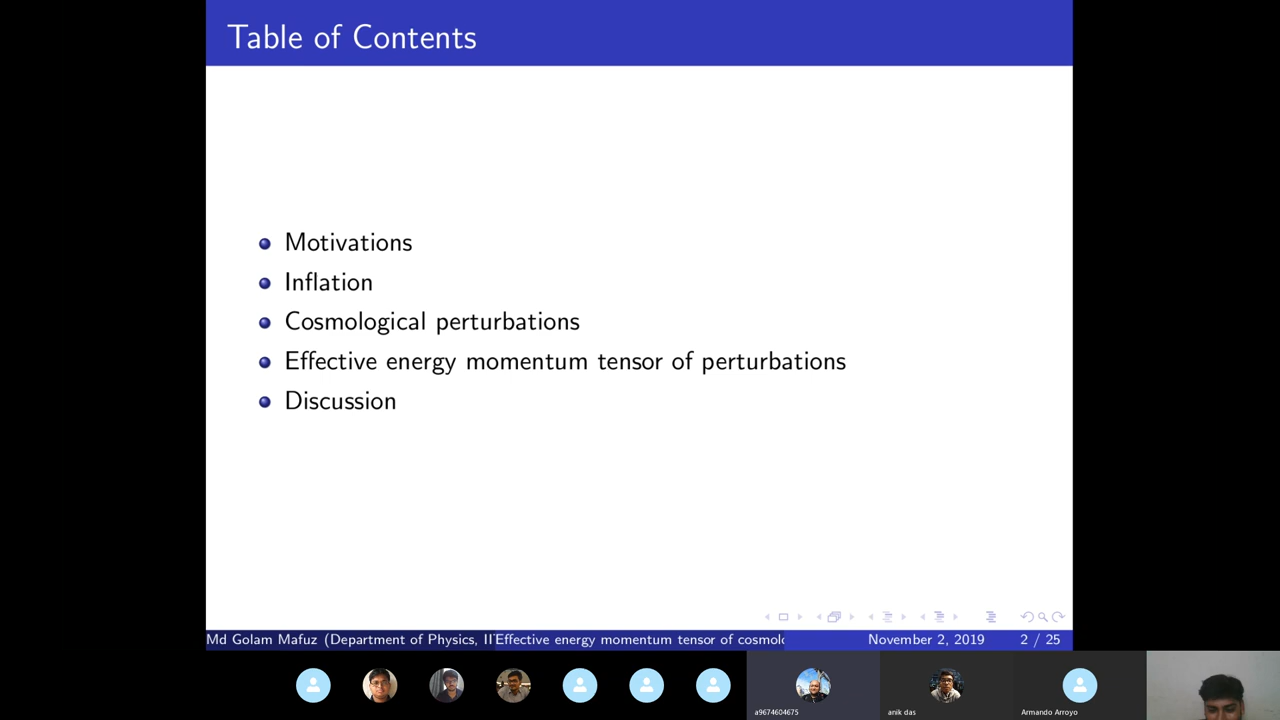 Table of Contents
Motivations
Inflation
Cosmological perturbations
Effective energy momentum tensor of perturbations
Discussion
Md Golam Mafuz (Department of Physics, II
Effective energy momentum tensor of cosmol
November 2, 2019
2 / 25
a9674604675
anik das
Armando Arroyo